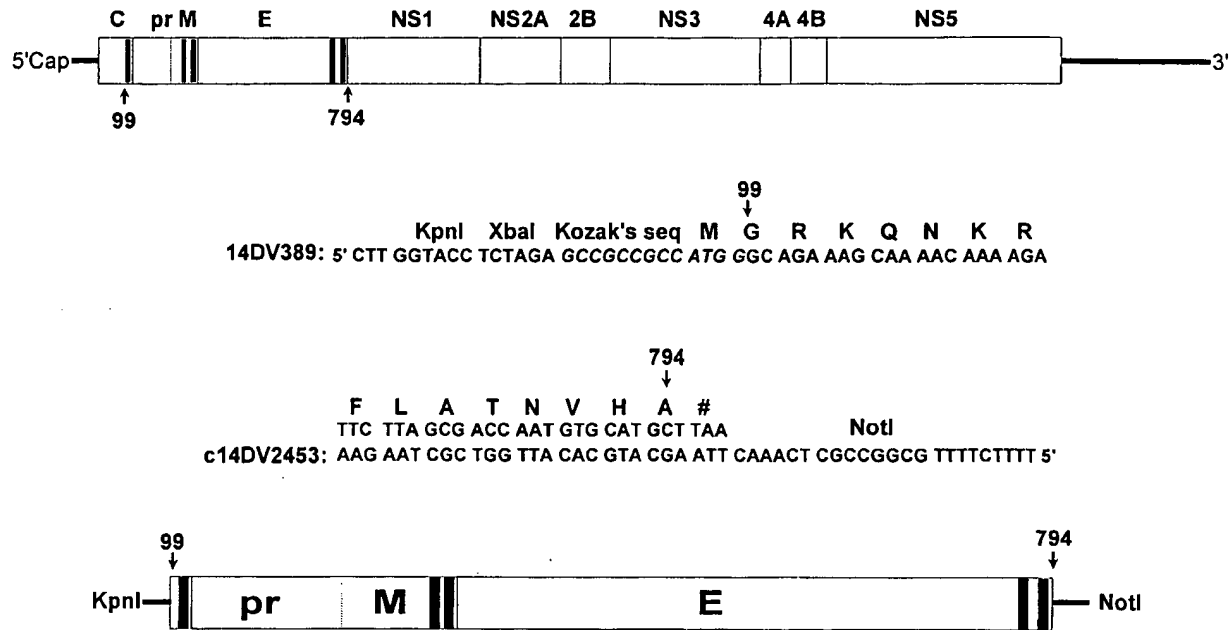 C pr M E NS1 NS2A 2B NS3 4A 4B NS5
5'Cap 3'
99 794
99
KpnI XbaI Kozak's seq M G R K Q N K R
14DV389: 5' CTT GGTACC TCTAGA GCCGCCGCC ATG GGC AGA AAG CAA AAC AAA AGA
794
F L A T N V H A #
TTC TTA GCG ACC AAT GTG CAT GCT TAA NotI
c14DV2453: AAG AAT CGC TGG TTA CAC GTA CGA ATT CAAACT CGCCGGCG TTTTCTTTT 5'
99 794
KpnI pr M E NotI